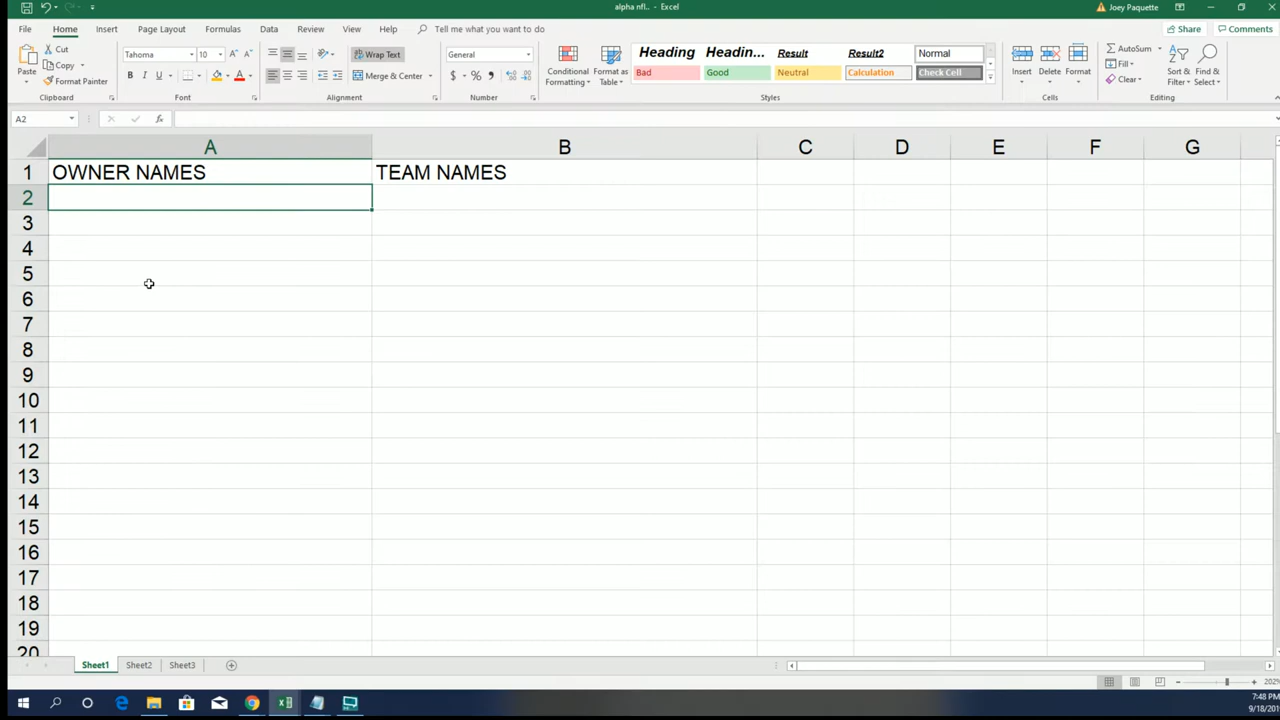 alpha nfl.. - Excel
Joey Paquette
File Home Insert Draw Page Layout Formulas Data Review View Help Tell me what you want to do
Share Comments
Cut
Copy
Format Painter
Paste
Clipboard
Tahoma 10
B I U A
Font
Wrap Text
Merge & Center
Alignment
General
$ % ,
Number
Conditional Formatting
Format as Table
Heading Headin... Result Result2 Normal
Bad Good Neutral Calculation Check Cell
Styles
Insert Delete Format
Cells
AutoSum
Fill
Clear
Sort & Filter
Find & Select
Editing
A2 fx
A B C D E F G
1 OWNER NAMES TEAM NAMES
2
3
4
5
6
7
8
9
10
11
12
13
14
15
16
17
18
19
20
Sheet1 Sheet2 Sheet3
7:48 PM